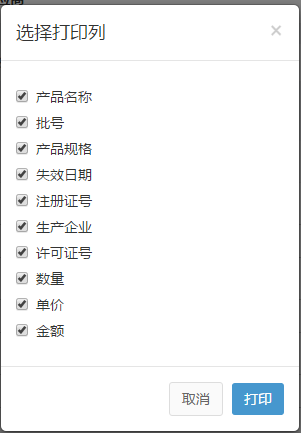 选择打印列
×
产品名称
批号
产品规格
失效日期
注册证号
生产企业
许可证号
数量
单价
金额
取消 打印